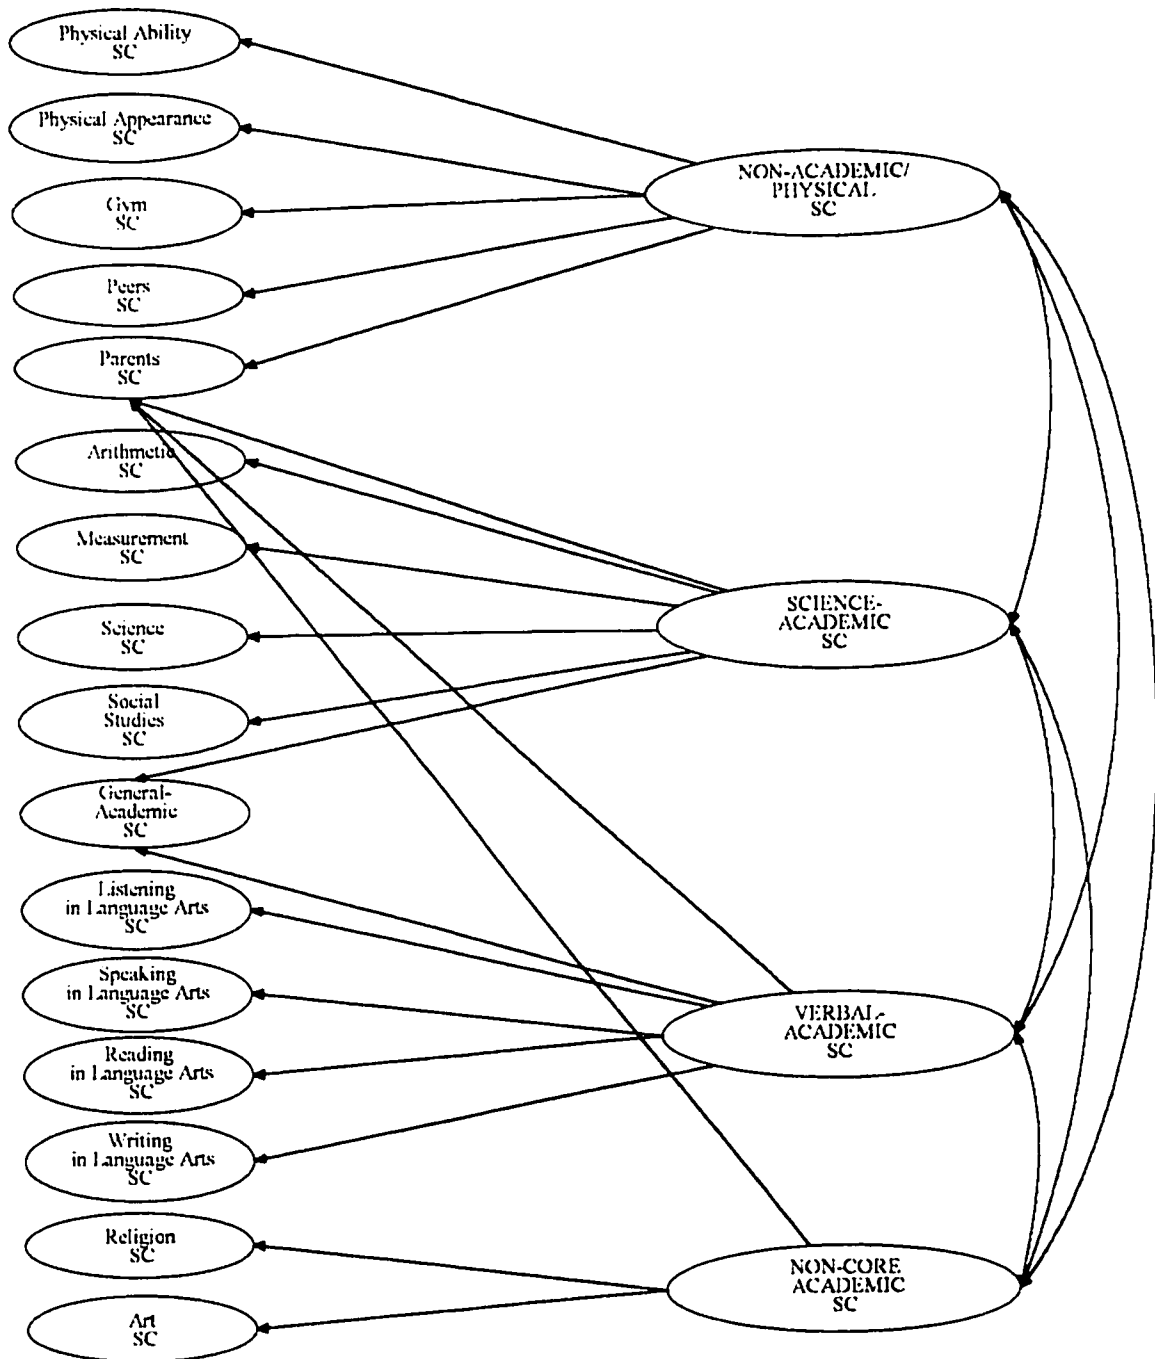 Physical Ability
SC
Physical Appearance
SC
Gym
SC
Peers
SC
Parents
SC
Arithmetic
SC
Measurement
SC
Science
SC
Social
Studies
SC
General-
Academic
SC
Listening
in Language Arts
SC
Speaking
in Language Arts
SC
Reading
in Language Arts
SC
Writing
in Language Arts
SC
Religion
SC
Art
SC
NON-ACADEMIC/
PHYSICAL
SC
SCIENCE-
ACADEMIC
SC
VERBAL-
ACADEMIC
SC
NON-CORE
ACADEMIC
SC